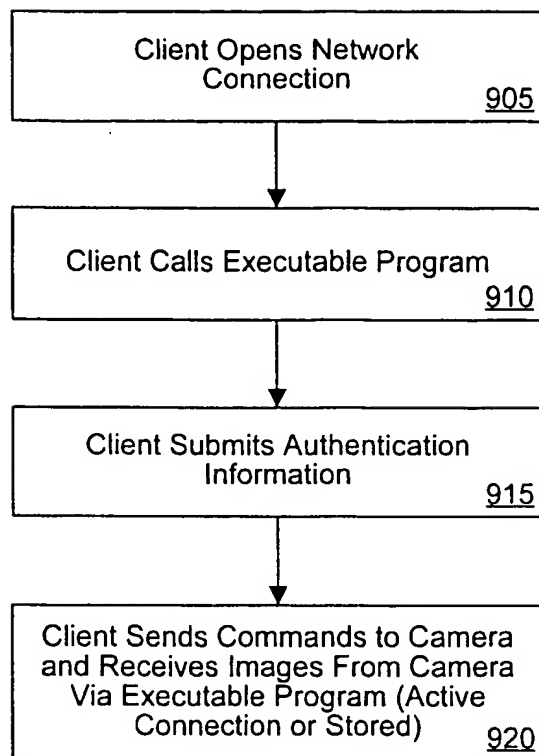 Client Opens Network
Connection
905
Client Calls Executable Program
910
Client Submits Authentication
Information
915
Client Sends Commands to Camera
and Receives Images From Camera
Via Executable Program (Active
Connection or Stored)
920